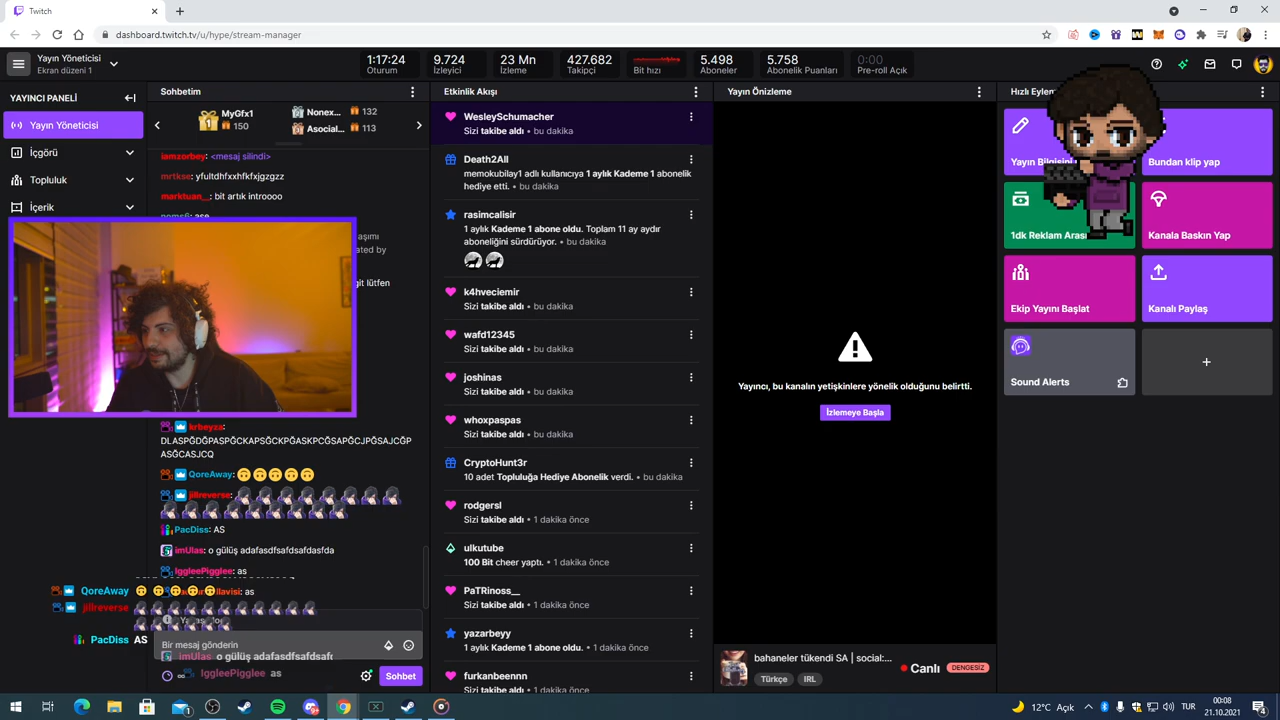 Twitch
dashboard.twitch.tv/u/hype/stream-manager
Yayın Yöneticisi
Ekran düzeni 1
1:17:24
Oturum
9.724
İzleyici
23 Mn
İzleme
427.682
Takipçi
Bit hızı
5.498
Aboneler
5.758
Abonelik Puanları
0:00
Pre-roll Açık
YAYINCI PANELİ
Yayın Yöneticisi
İçgörü
Topluluk
İçerik
Sohbetim
MyGfx1
150
Nonex... 132
Asocial... 113
iamzorbey: <mesaj silindi>
mrtkse: yfultdhfxxhfkfxjgzgzz
marktuan__: bit artık introooo
git lütfen
krbeyza:
DLASPĞDĞPASPĞCKAPSĞCKPĞASKPCĞSAPĞCJPĞSAJCĞP
ASĞCASJCQ
QoreAway:
jillreverse:
PacDiss: AS
imUlas: o gülüş adafasdfsafdsafdasfda
IggleePigglee: as
QoreAway
jillreverse
PacDiss AS
Bir mesaj gönderin
imUlas o gülüş adafasdfsafdsafd
IggleePigglee as
Sohbet
Etkinlik Akışı
WesleySchumacher
Sizi takibe aldı • bu dakika
Death2All
memokubilay1 adlı kullanıcıya 1 aylık Kademe 1 abonelik
hediye etti. • bu dakika
rasimcalisir
1 aylık Kademe 1 abone oldu. Toplam 11 ay aydır
aboneliğini sürdürüyor. • bu dakika
k4hveciemir
Sizi takibe aldı • bu dakika
wafd12345
Sizi takibe aldı • bu dakika
joshinas
Sizi takibe aldı • bu dakika
whoxpaspas
Sizi takibe aldı • bu dakika
CryptoHunt3r
10 adet Topluluğa Hediye Abonelik verdi. • bu dakika
rodgersl
Sizi takibe aldı • 1 dakika önce
ulkutube
100 Bit cheer yaptı. • 1 dakika önce
PaTRinoss__
Sizi takibe aldı • 1 dakika önce
yazarbeyy
1 aylık Kademe 1 abone oldu. • 1 dakika önce
furkanbeennn
Sizi takibe aldı • 1 dakika önce
Yayın Önizleme
Yayıncı, bu kanalın yetişkinlere yönelik olduğunu belirtti.
İzlemeye Başla
bahaneler tükendi SA | social:...
Türkçe IRL
Canlı
DENGESİZ
Hızlı Eylem
Yayın Bilgisini
Bundan klip yap
1dk Reklam Arası
Kanala Baskın Yap
Ekip Yayını Başlat
Kanalı Paylaş
Sound Alerts
12°C Açık
TUR
00:08
21.10.2021